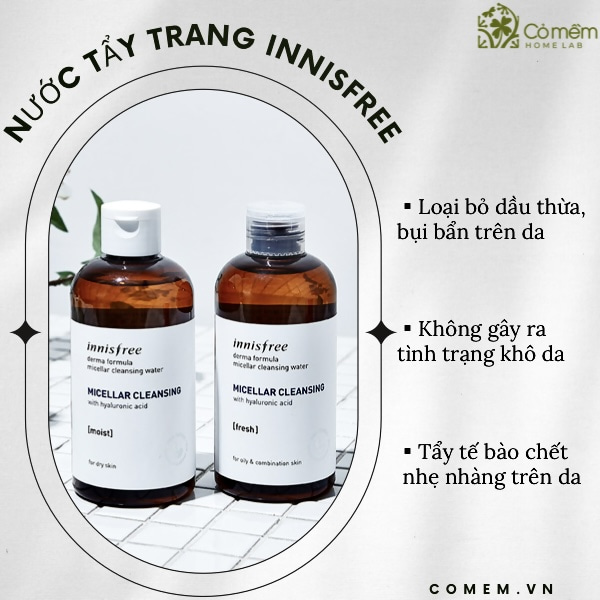 Cỏ mềm
HOME LAB
NƯỚC TẨY TRANG INNISFREE
▪ Loại bỏ dầu thừa,
bụi bẩn trên da
▪ Không gây ra
tình trạng khô da
▪ Tẩy tế bào chết
nhẹ nhàng trên da
innisfree
derma formula
micellar cleansing water
MICELLAR CLEANSING
with hyaluronic acid
[moist]
for dry skin
innisfree
derma formula
micellar cleansing water
MICELLAR CLEANSING
with hyaluronic acid
[fresh]
for oily & combination skin
COMEM.VN